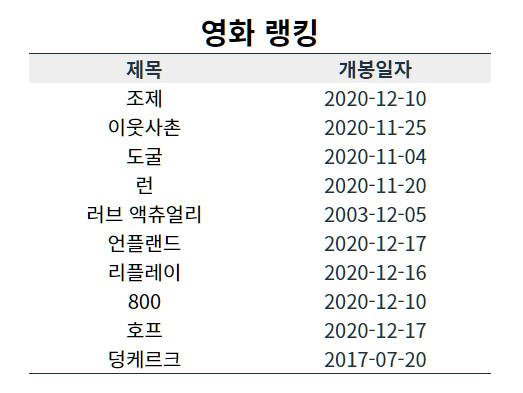 영화 랭킹
제목 개봉일자
조제 2020-12-10
이웃사촌 2020-11-25
도굴 2020-11-04
런 2020-11-20
러브 액츄얼리 2003-12-05
언플랜드 2020-12-17
리플레이 2020-12-16
800 2020-12-10
호프 2020-12-17
덩케르크 2017-07-20